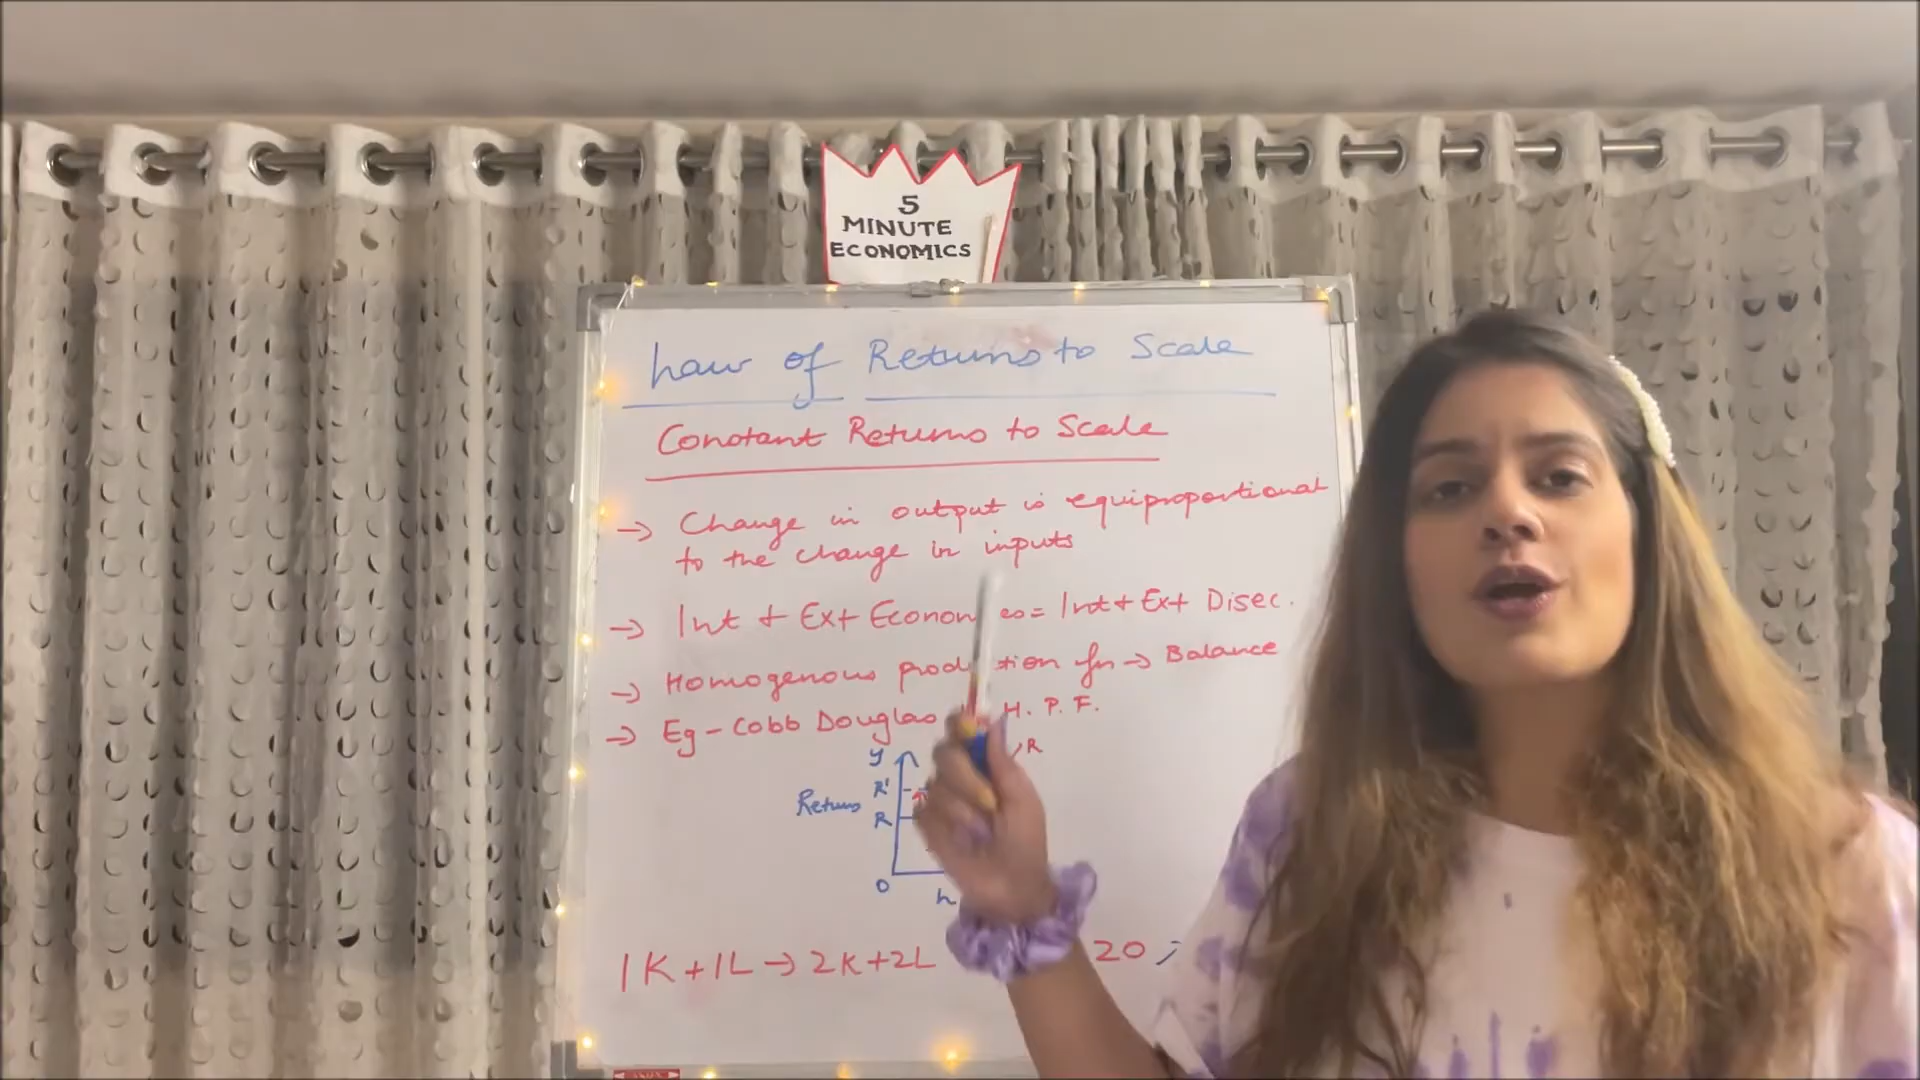 5
MINUTE
ECONOMICS
Law of Returns to Scale
Constant Returns to Scale
→ Change in output is equiproportional
to the change in inputs
→ Int + Ext Econom es = Int + Ext Disec.
→ Homogenous prod tion fn → Balance
→ Eg - Cobb Douglas H. P. F.
y
R
R'
Returns
R
O
1K + 1L → 2K + 2L 20